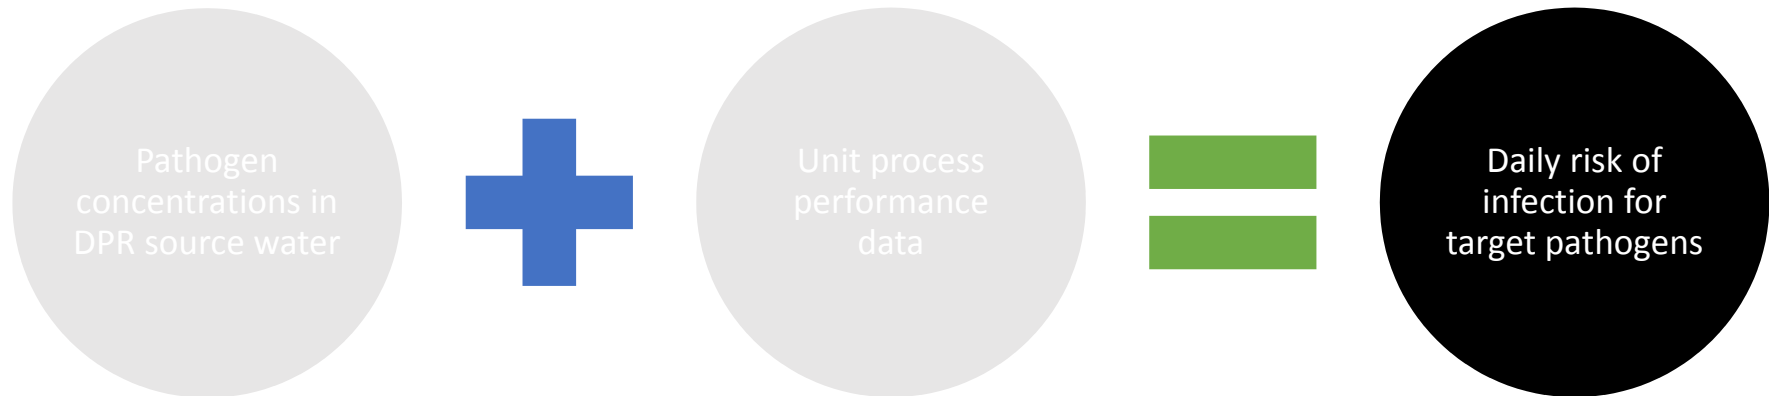 Pathogen
concentrations in
DPR source water
Unit process
performance
data
Daily risk of
infection for
target pathogens